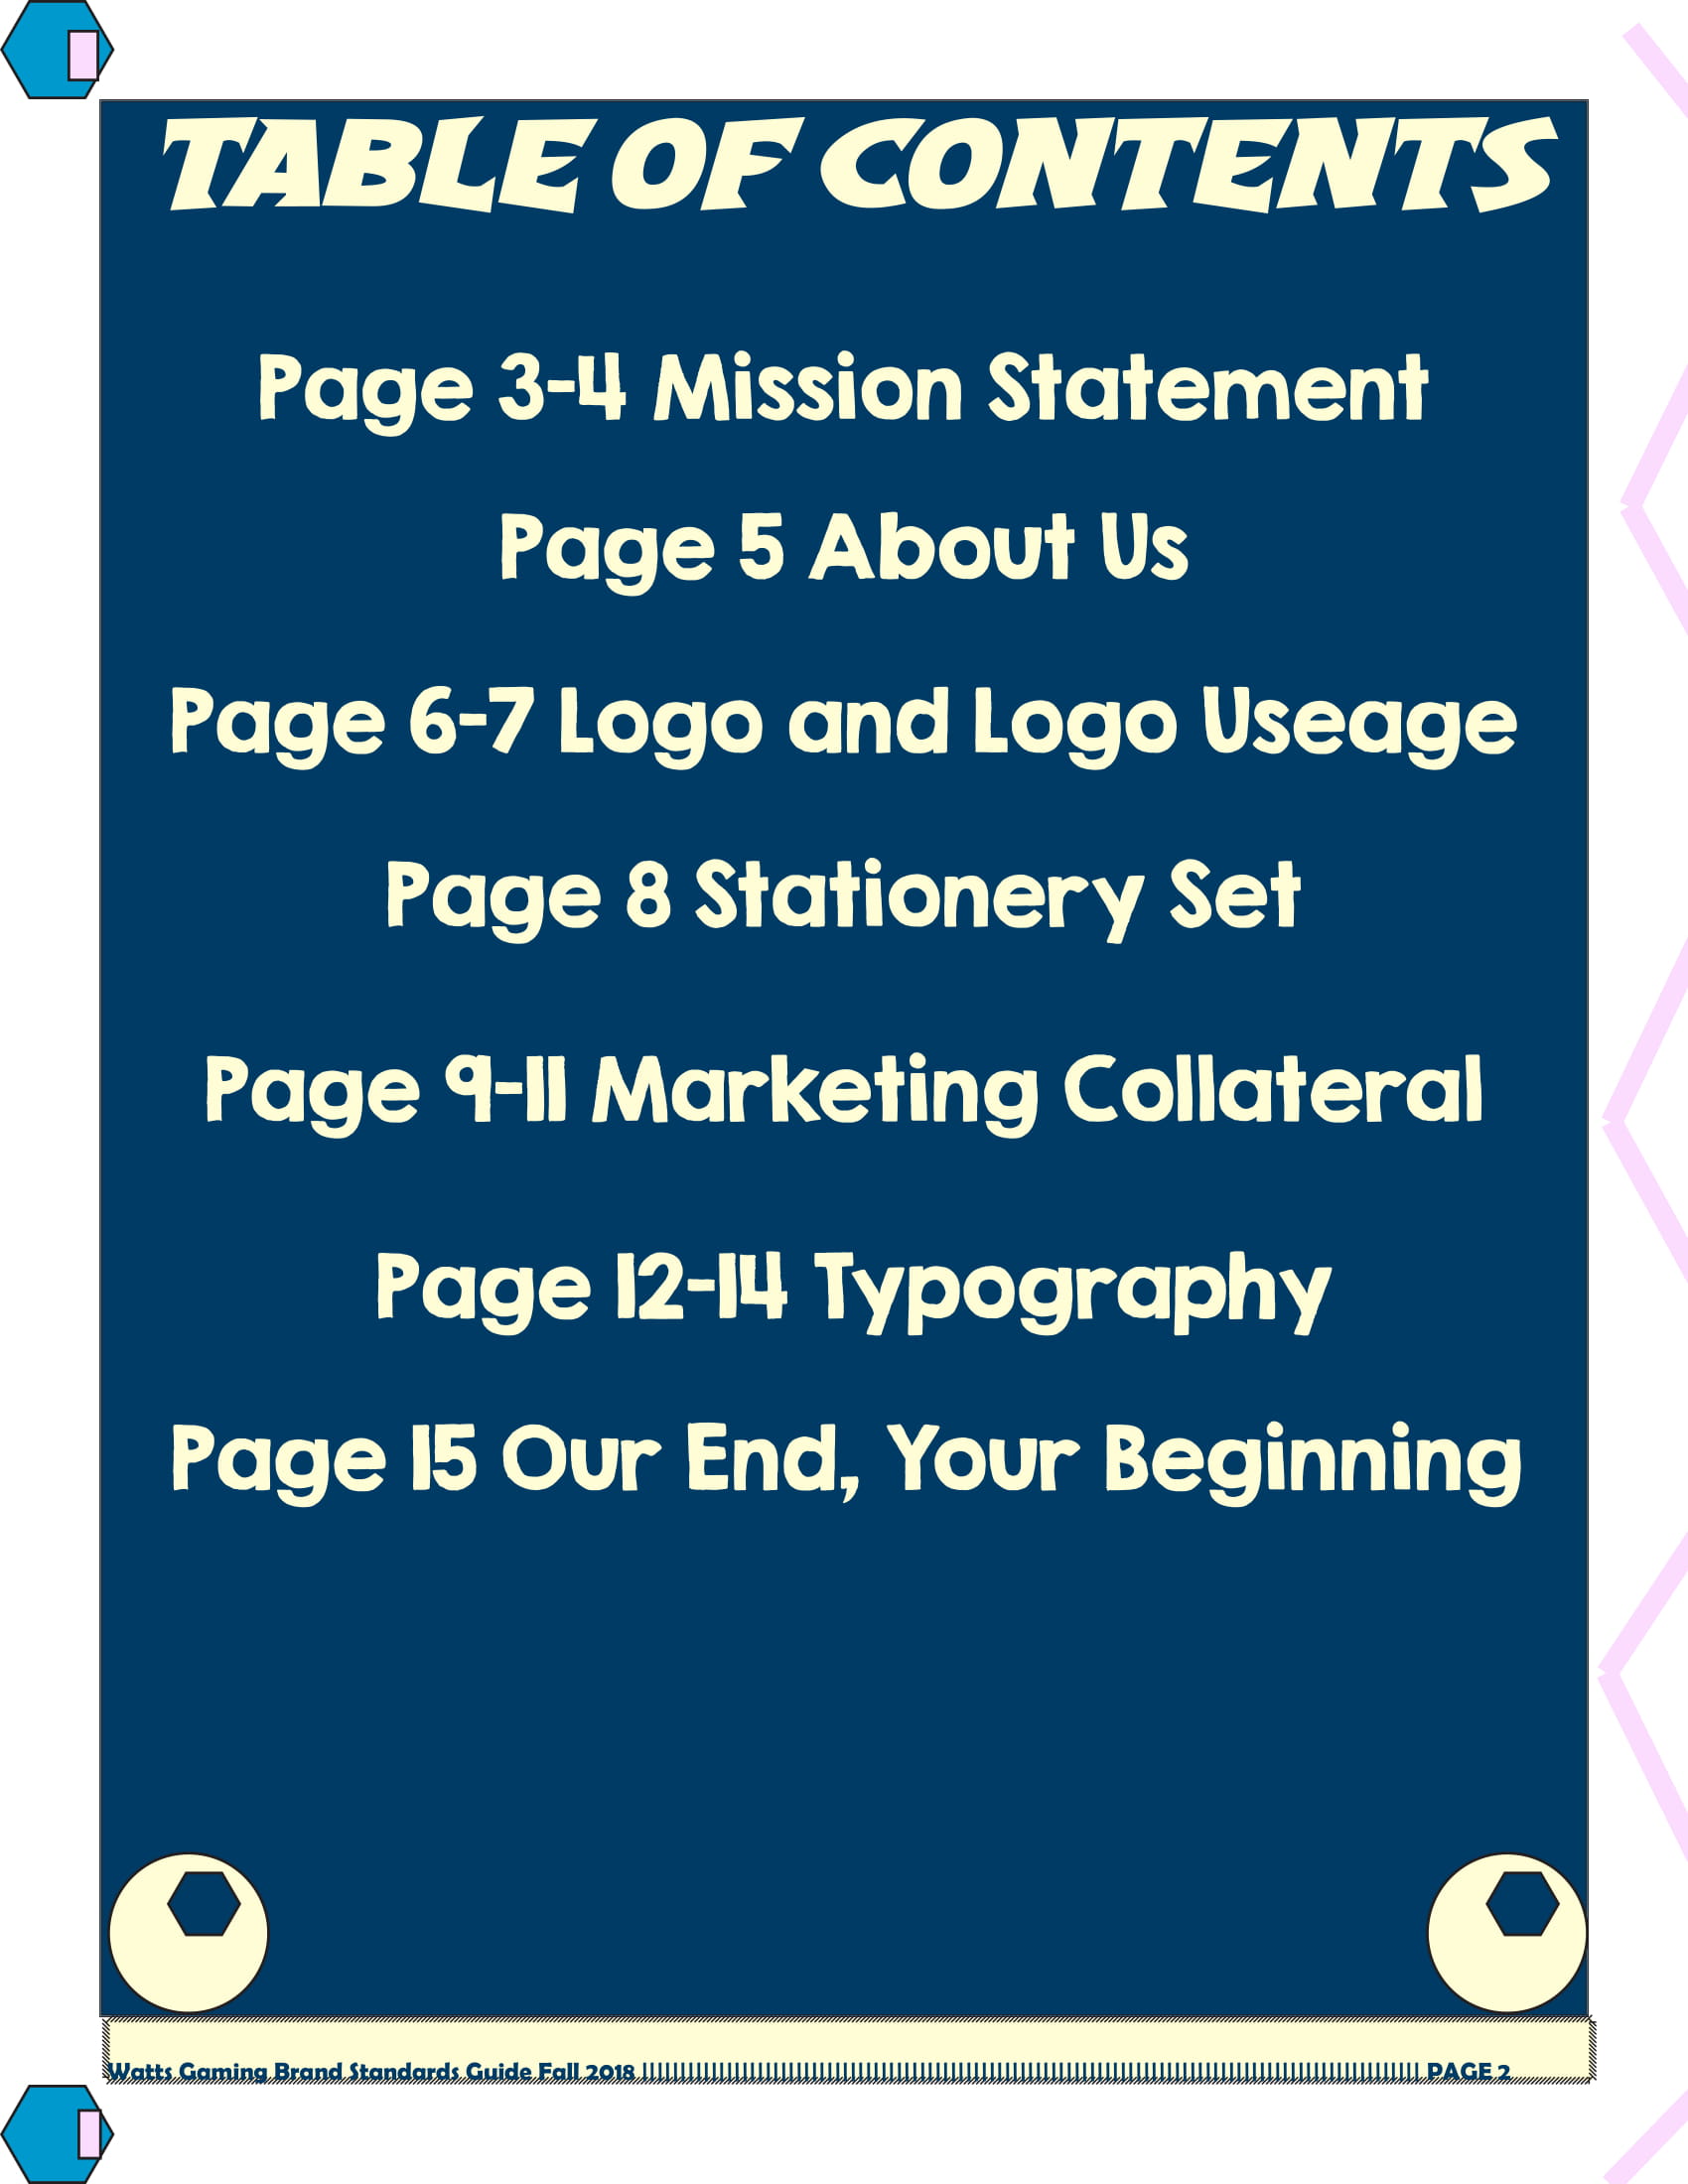 TABLE OF CONTENTS
Page 3-4 Mission Statement
Page 5 About Us
Page 6-7 Logo and Logo Useage
Page 8 Stationery Set
Page 9-11 Marketing Collateral
Page 12-14 Typography
Page 15 Our End, Your Beginning
Watts Gaming Brand Standards Guide Fall 2018 |||||||||||||||||||||||||||||||||||||||||||||||||||||||||||||||||||||||||||||||||||||||||||||||||| PAGE 2